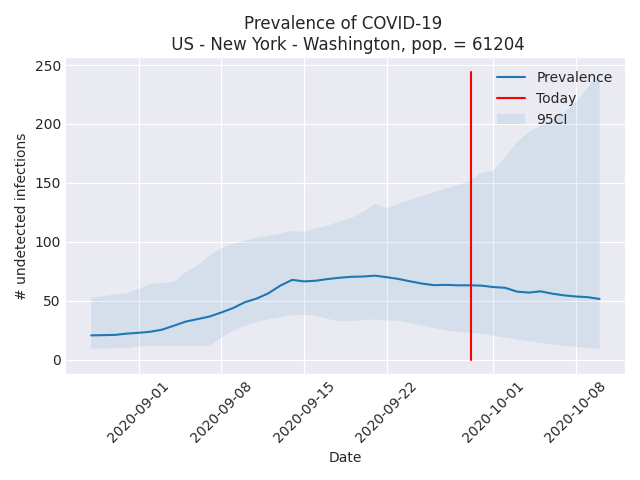 Prevalence of COVID-19
US - New York - Washington, pop. = 61204
250
200
150
100
50
0
# undetected infections
Prevalence
Today
95CI
2020-09-01
2020-09-08
2020-09-15
2020-09-22
2020-10-01
2020-10-08
Date